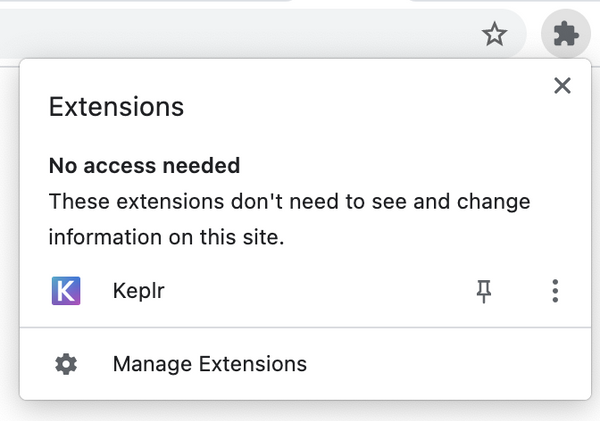 Extensions
No access needed
These extensions don't need to see and change
information on this site.
K Keplr
Manage Extensions